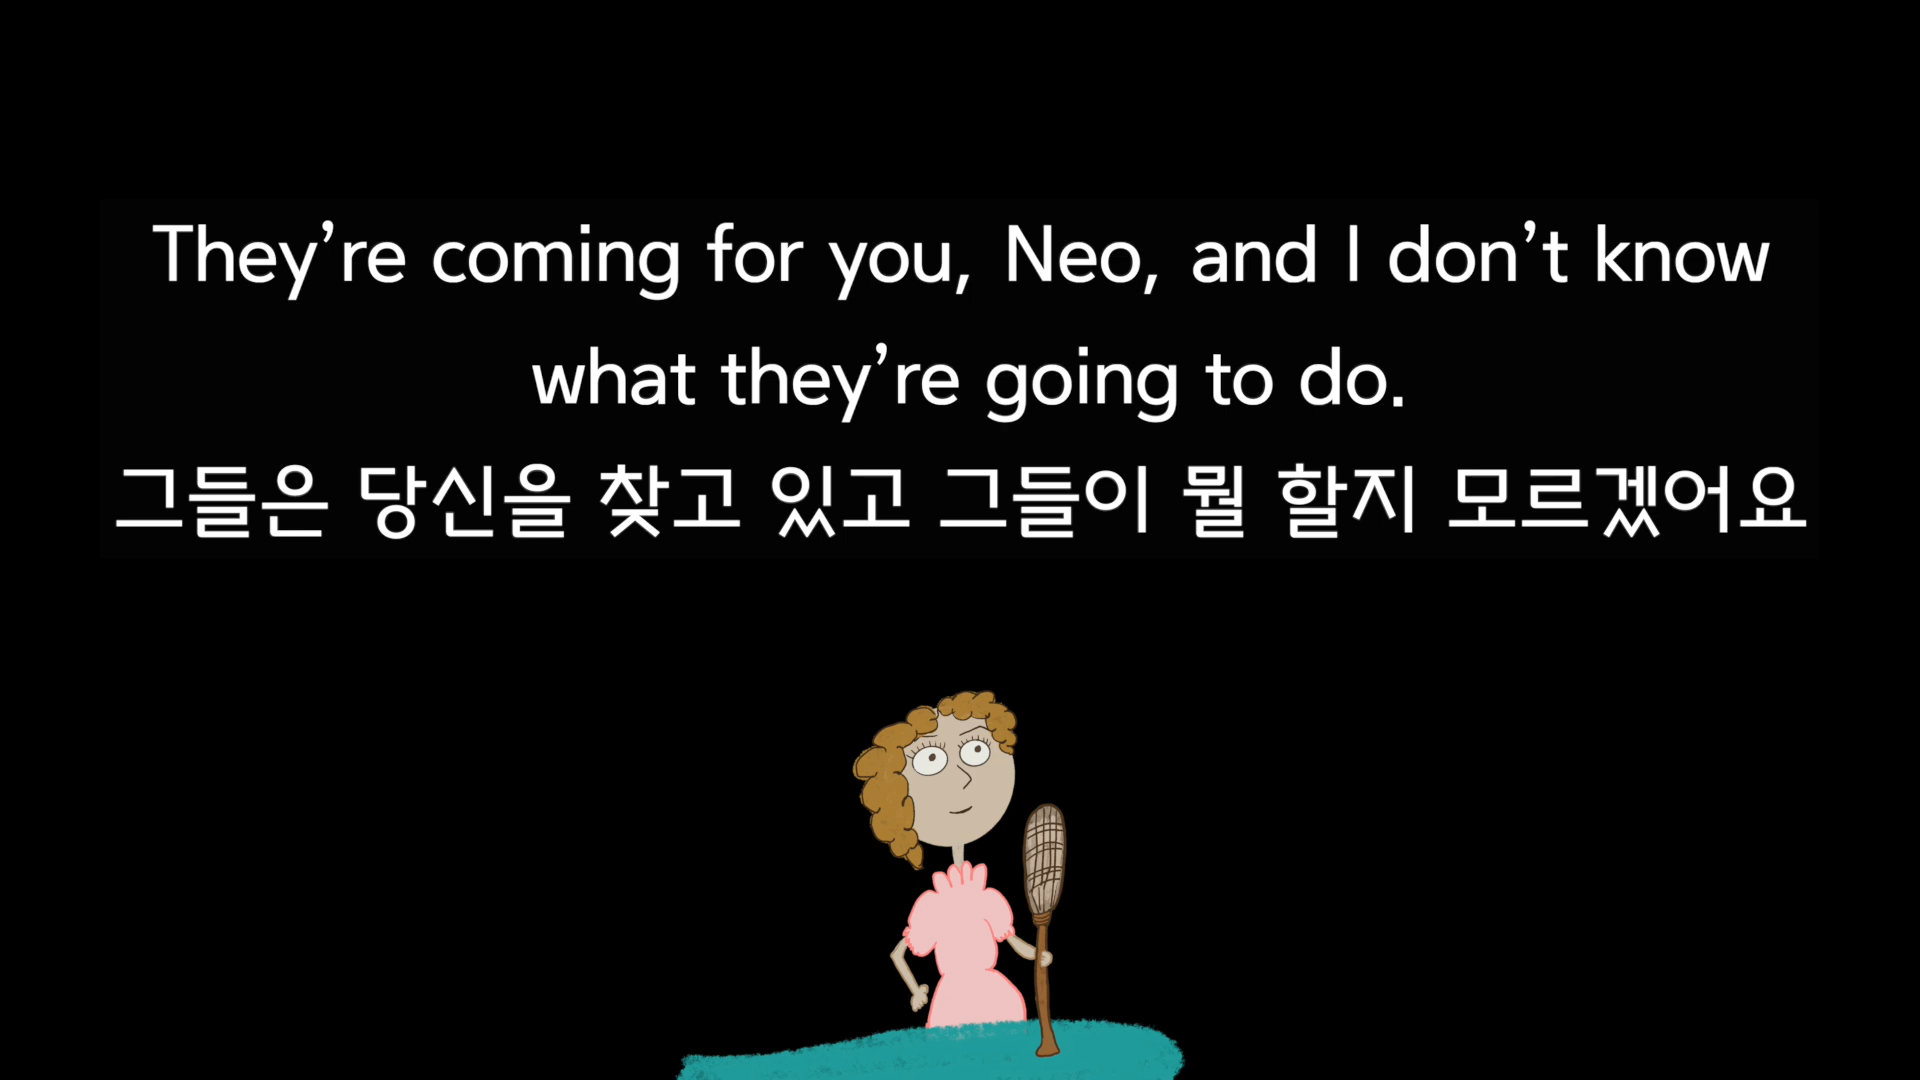 They’re coming for you, Neo, and I don’t know
what they’re going to do.
그들은 당신을 찾고 있고 그들이 뭘 할지 모르겠어요